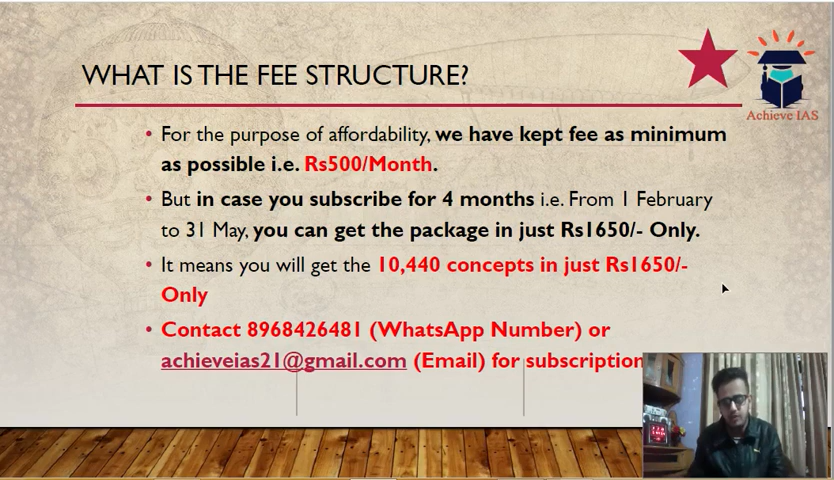 WHAT IS THE FEE STRUCTURE?
Achieve IAS
• For the purpose of affordability, we have kept fee as minimum
as possible i.e. Rs500/Month.
• But in case you subscribe for 4 months i.e. From 1 February
to 31 May, you can get the package in just Rs1650/- Only.
• It means you will get the 10,440 concepts in just Rs1650/-
Only
• Contact 8968426481 (WhatsApp Number) or
achieveias21@gmail.com (Email) for subscription